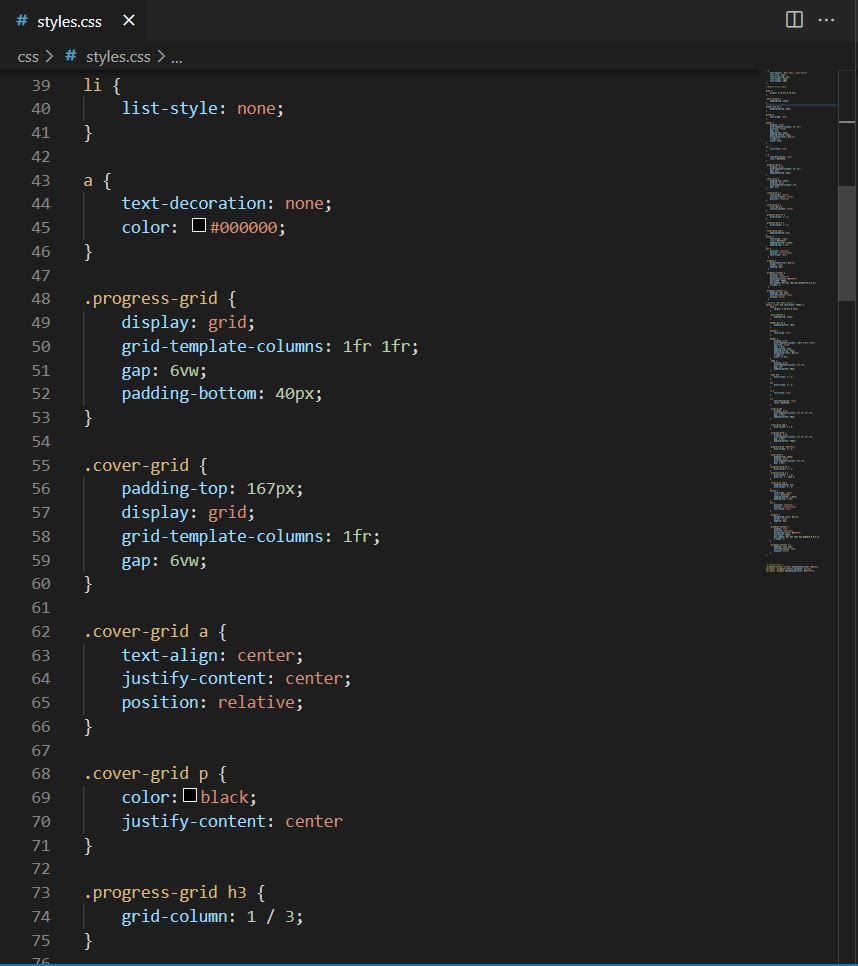 # styles.css ×
css > # styles.css > ...
39 li {
40 list-style: none;
41 }
42
43 a {
44 text-decoration: none;
45 color: #000000;
46 }
47
48 .progress-grid {
49 display: grid;
50 grid-template-columns: 1fr 1fr;
51 gap: 6vw;
52 padding-bottom: 40px;
53 }
54
55 .cover-grid {
56 padding-top: 167px;
57 display: grid;
58 grid-template-columns: 1fr;
59 gap: 6vw;
60 }
61
62 .cover-grid a {
63 text-align: center;
64 justify-content: center;
65 position: relative;
66 }
67
68 .cover-grid p {
69 color: black;
70 justify-content: center
71 }
72
73 .progress-grid h3 {
74 grid-column: 1 / 3;
75 }
76